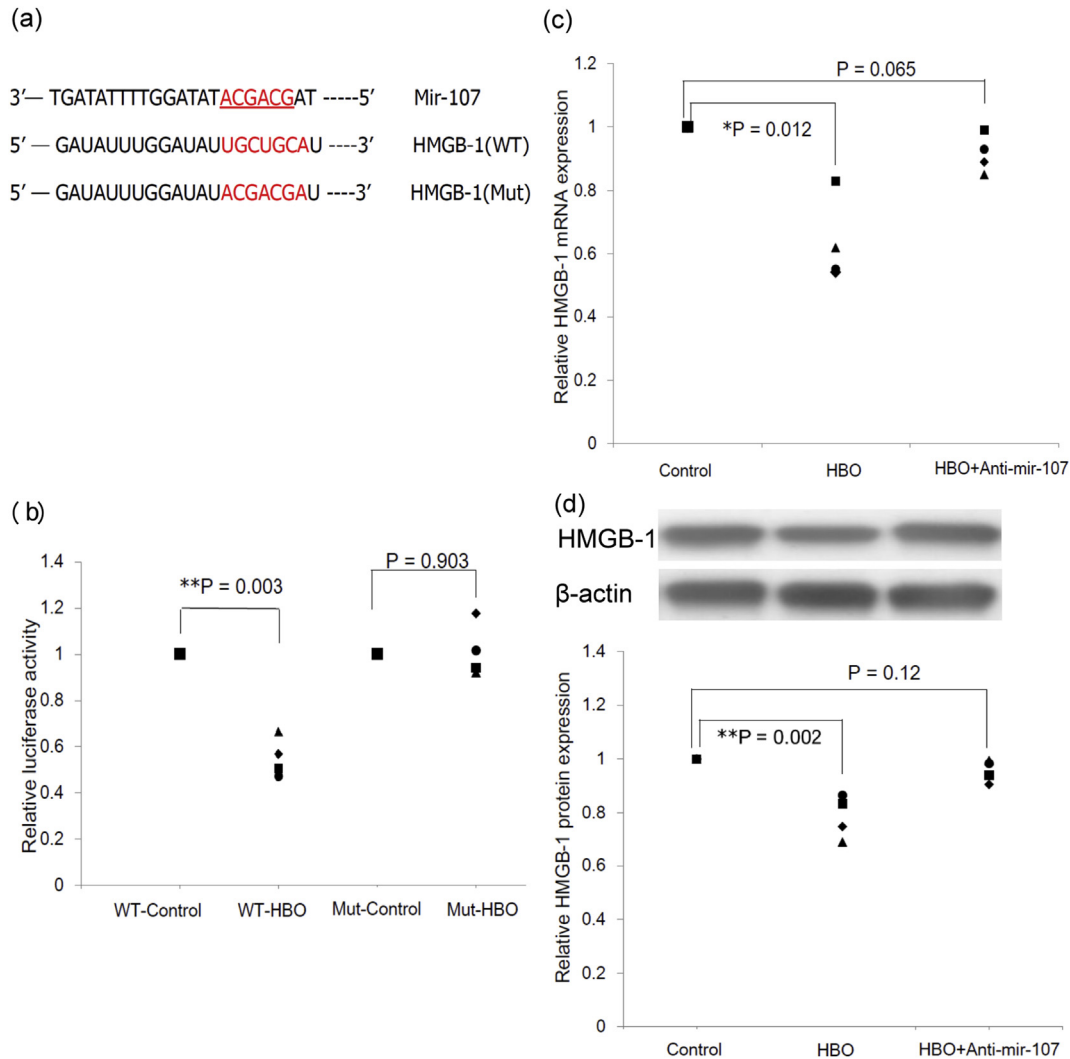 (a)
3′— TGATATTTTGGATATACGACGAT -----5′ Mir-107
5′ — GAUAUUUGGAUAUUGCUGCAU ----3′ HMGB-1(WT)
5′ — GAUAUUUGGAUAUACGACGAU ----3′ HMGB-1(Mut)
( b)
Relative luciferase activity
1.4
1.2
1
0.8
0.6
0.4
0.2
0
**P = 0.003
P = 0.903
WT-Control WT-HBO Mut-Control Mut-HBO
(c)
Relative HMGB-1 mRNA expression
1.2
1
0.8
0.6
0.4
0.2
0
P = 0.065
*P = 0.012
Control HBO HBO+Anti-mir-107
(d)
HMGB-1
β-actin
Relative HMGB-1 protein expression
1.4
1.2
1
0.8
0.6
0.4
0.2
0
P = 0.12
**P = 0.002
Control HBO HBO+Anti-mir-107